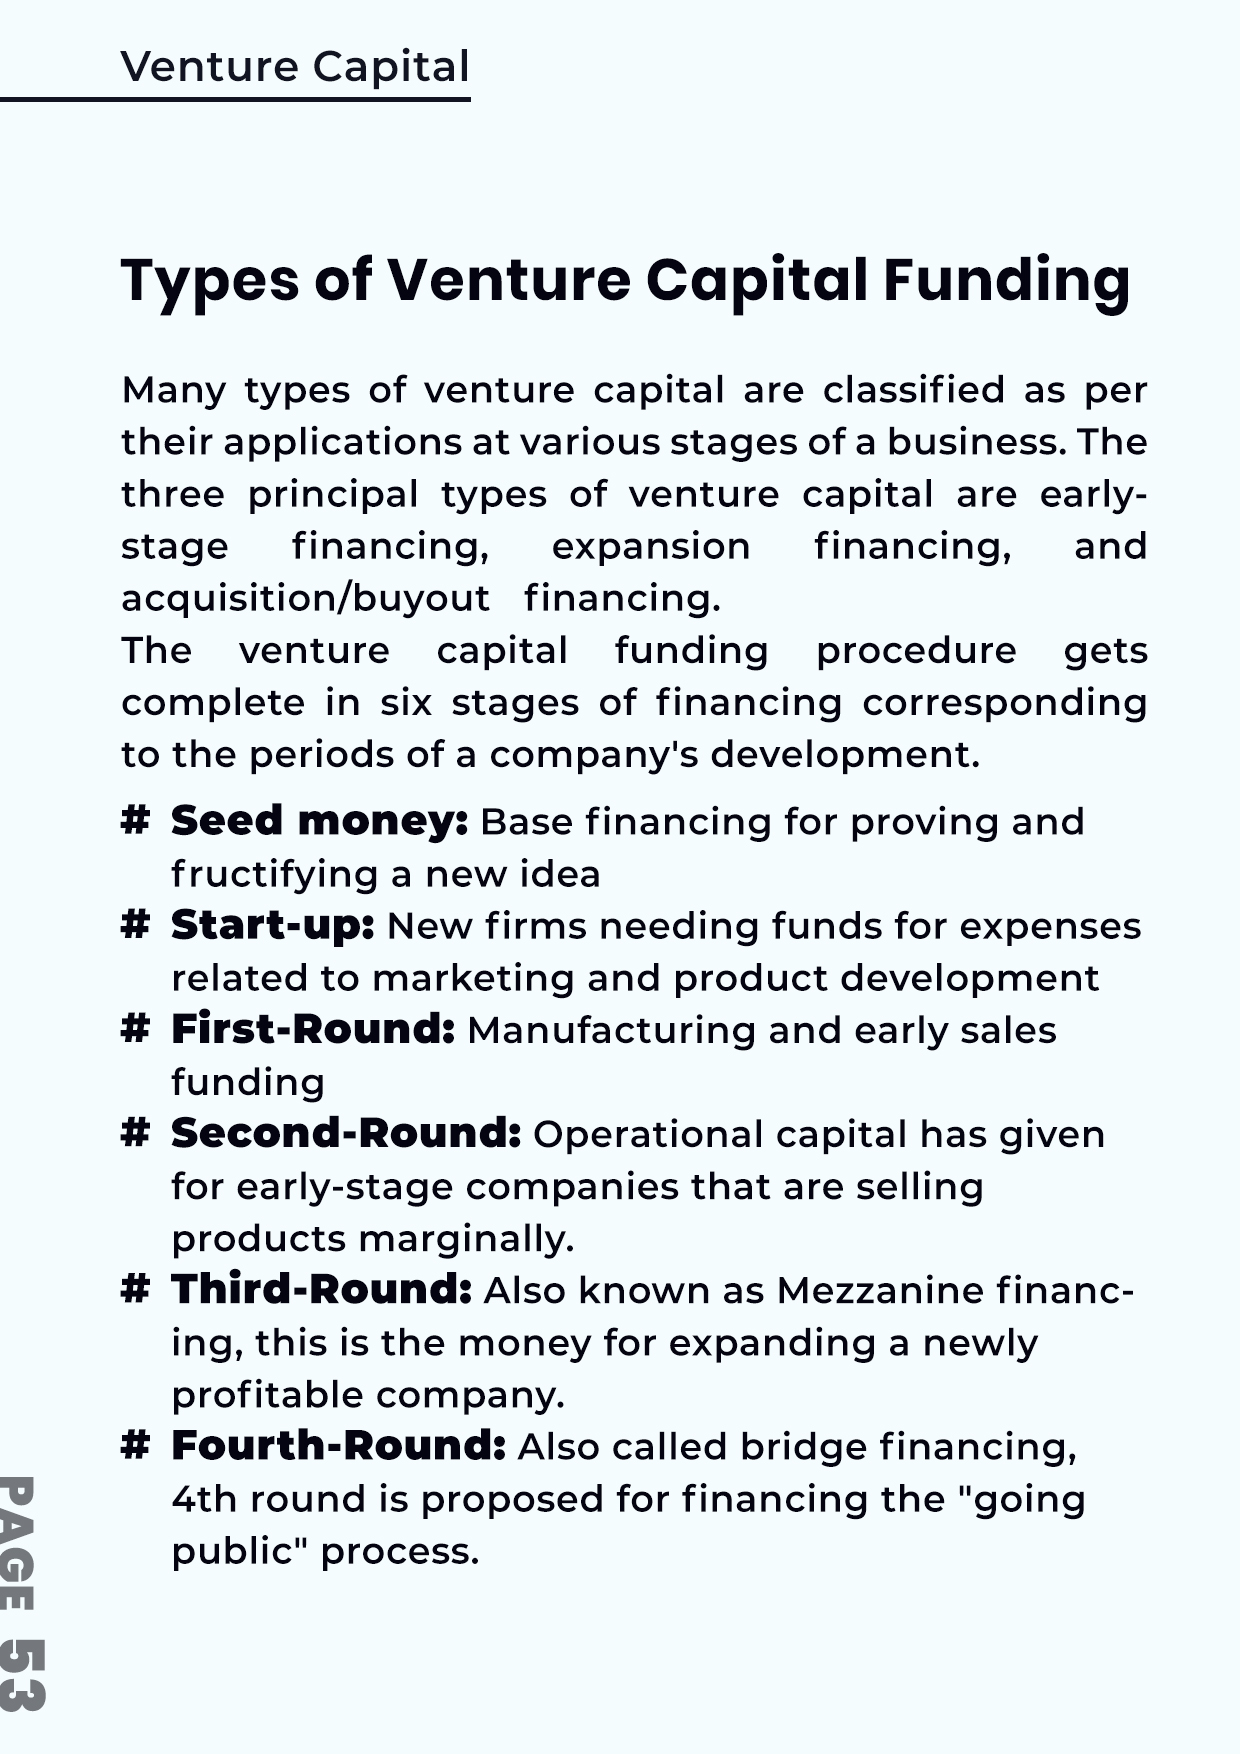 Venture Capital
Types of Venture Capital Funding
Many types of venture capital are classified as per
their applications at various stages of a business. The
three principal types of venture capital are early-
stage financing, expansion financing, and
acquisition/buyout financing.
The venture capital funding procedure gets
complete in six stages of financing corresponding
to the periods of a company's development.
# Seed money: Base financing for proving and
fructifying a new idea
# Start-up: New firms needing funds for expenses
related to marketing and product development
# First-Round: Manufacturing and early sales
funding
# Second-Round: Operational capital has given
for early-stage companies that are selling
products marginally.
# Third-Round: Also known as Mezzanine financ-
ing, this is the money for expanding a newly
profitable company.
# Fourth-Round: Also called bridge financing,
4th round is proposed for financing the "going
public" process.
PAGE 53